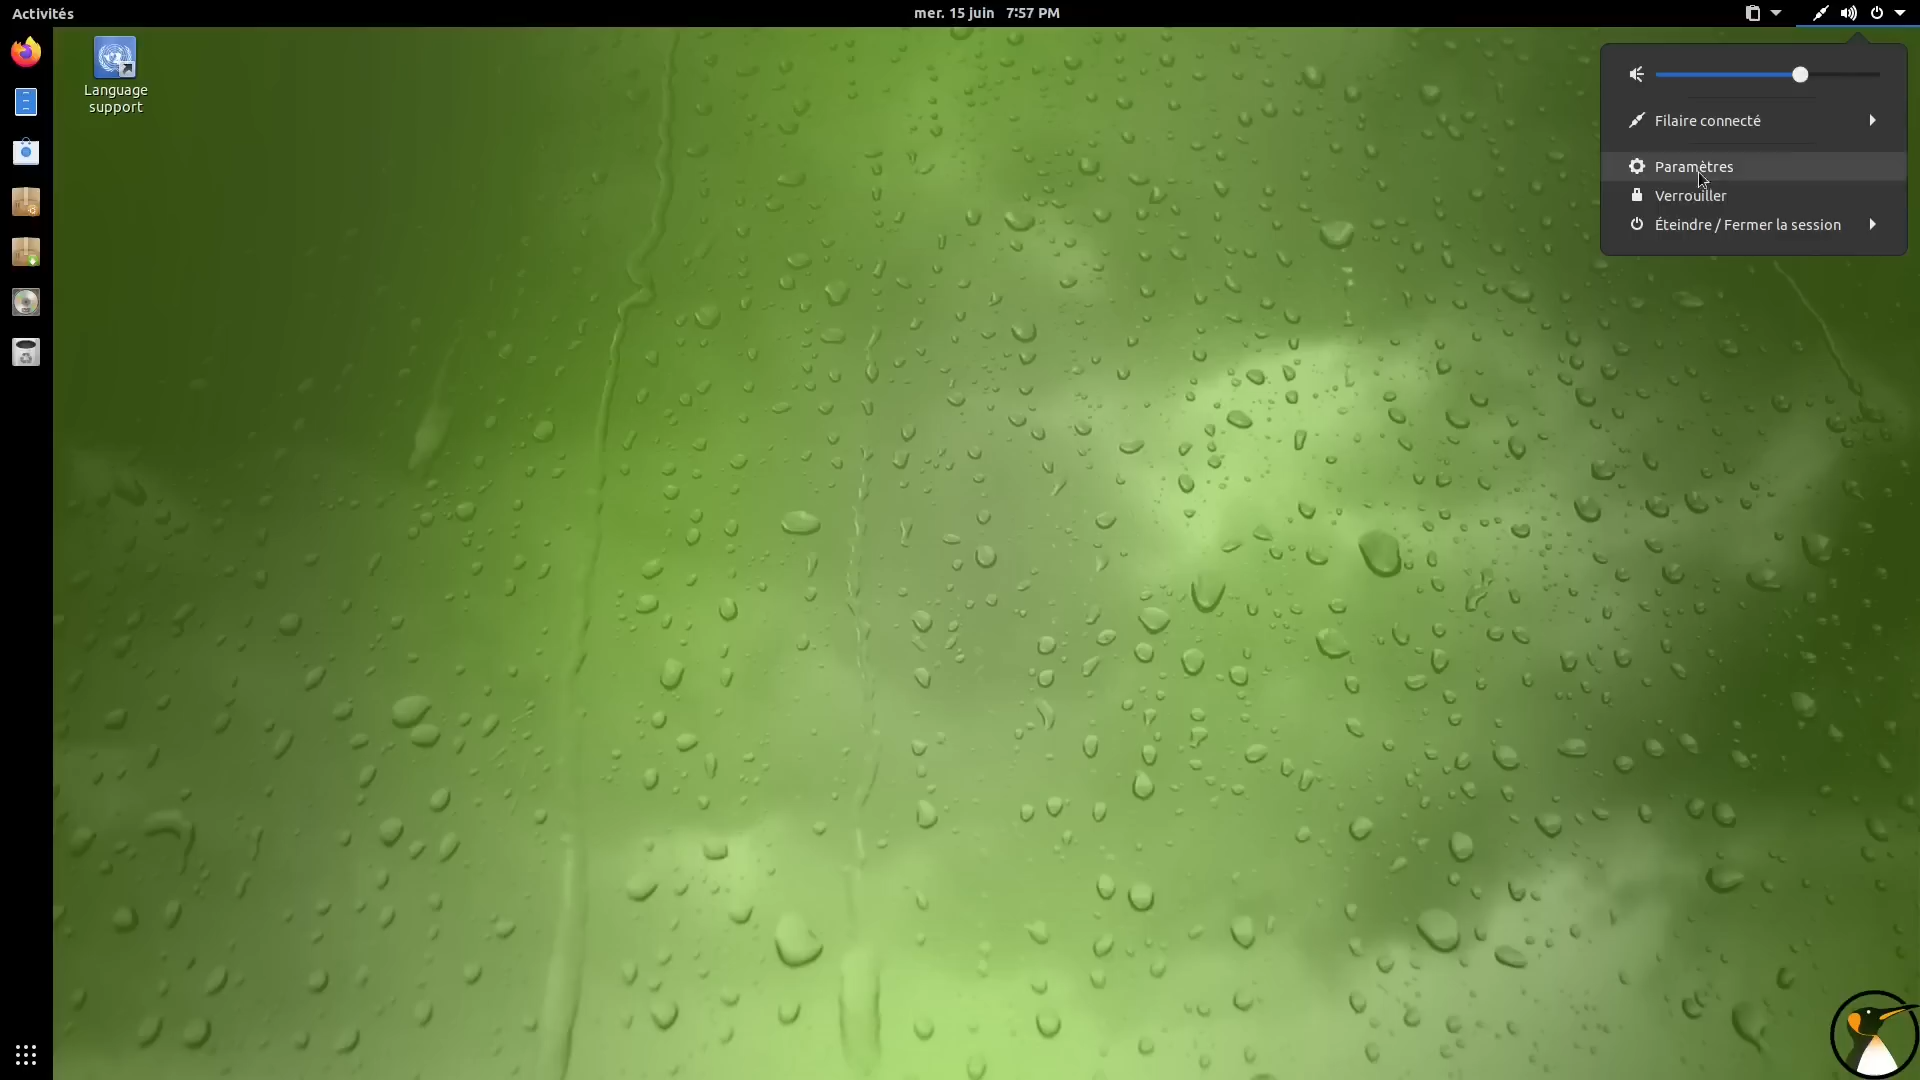 Activités
mer. 15 juin 7:57 PM
Language
support
Filaire connecté
Paramètres
Verrouiller
Éteindre / Fermer la session